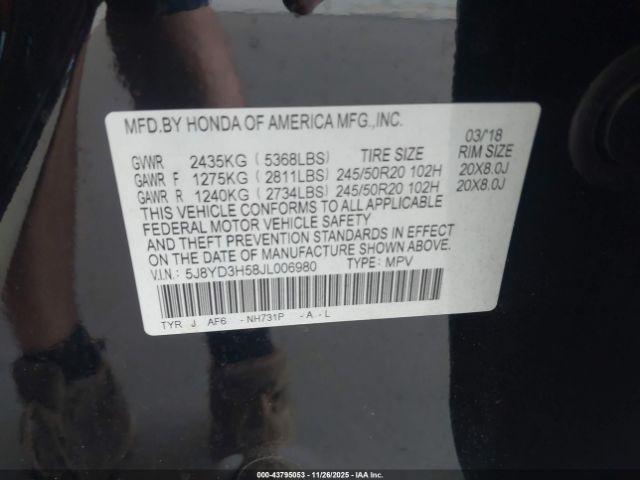 MFD.BY HONDA OF AMERICA MFG.,INC.
03/'18
GVWR 2435KG ( 5368LBS) TIRE SIZE RIM SIZE
GAWR F 1275KG ( 2811LBS) 245/50R20 102H 20X8.0J
GAWR R 1240KG ( 2734LBS) 245/50R20 102H 20X8.0J
THIS VEHICLE CONFORMS TO ALL APPLICABLE
FEDERAL MOTOR VEHICLE SAFETY
AND THEFT PREVENTION STANDARDS IN EFFECT
ON THE DATE OF MANUFACTURE SHOWN ABOVE.
V.I.N.: 5J8YD3H58JL006980 TYPE: MPV
TYR J AF6 - NH731P - A - L
000-43795053 - 11/26/2025 - IAA Inc.